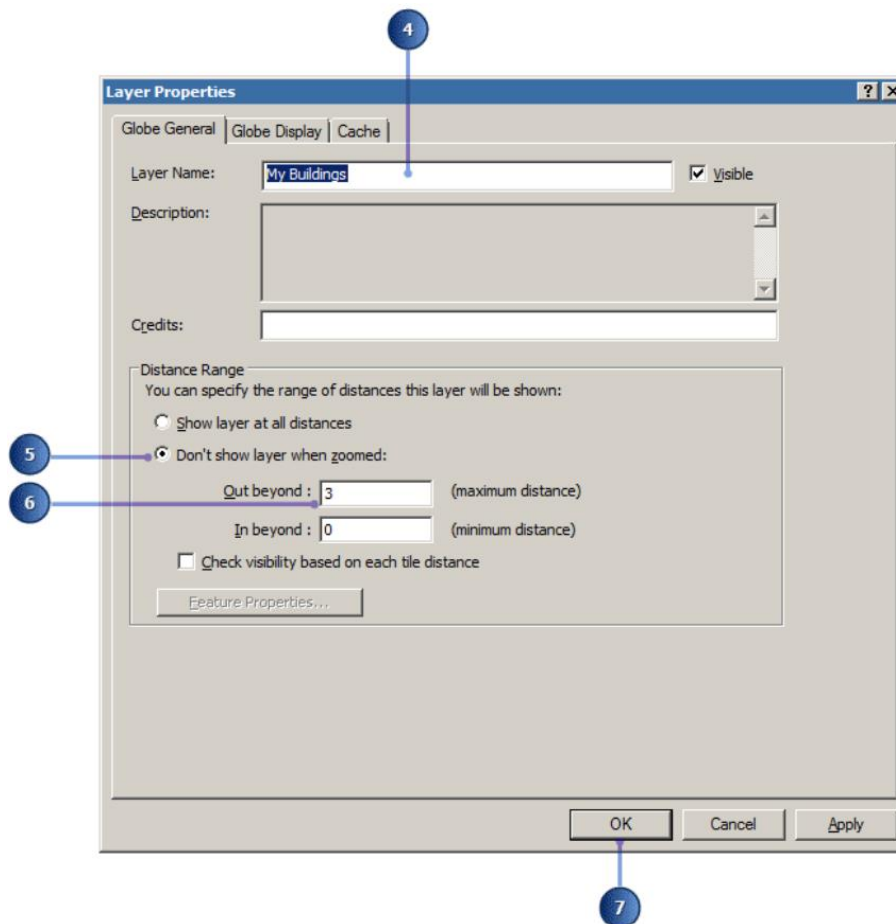 4
Layer Properties
Globe General Globe Display Cache
Layer Name: My Buildings Visible
Description:
Credits:
Distance Range
You can specify the range of distances this layer will be shown:
Show layer at all distances
5 Don't show layer when zoomed:
Out beyond : 3 (maximum distance)
6
In beyond : 0 (minimum distance)
Check visibility based on each tile distance
Feature Properties...
OK Cancel Apply
7